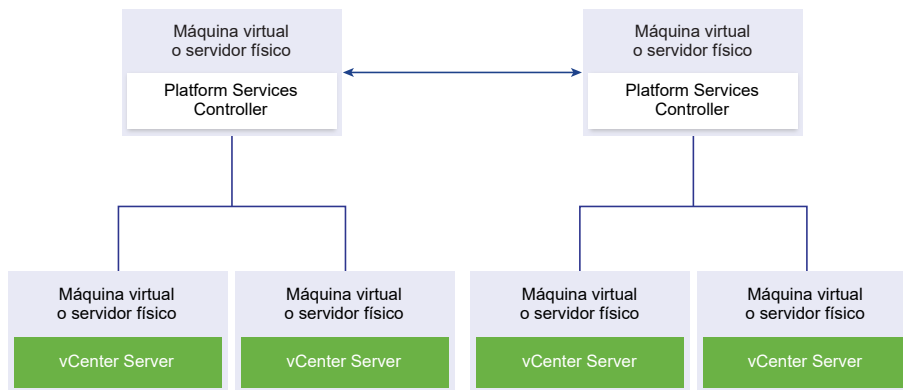 Máquina virtual
o servidor físico
Platform Services
Controller
Máquina virtual
o servidor físico
Platform Services
Controller
Máquina virtual
o servidor físico
vCenter Server
Máquina virtual
o servidor físico
vCenter Server
Máquina virtual
o servidor físico
vCenter Server
Máquina virtual
o servidor físico
vCenter Server